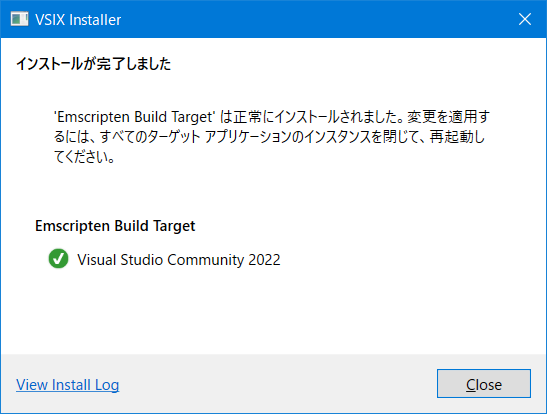 VSIX Installer
インストールが完了しました
'Emscripten Build Target' は正常にインストールされました。変更を適用す
るには、すべてのターゲット アプリケーションのインスタンスを閉じて、再起動し
てください。
Emscripten Build Target
Visual Studio Community 2022
View Install Log
Close